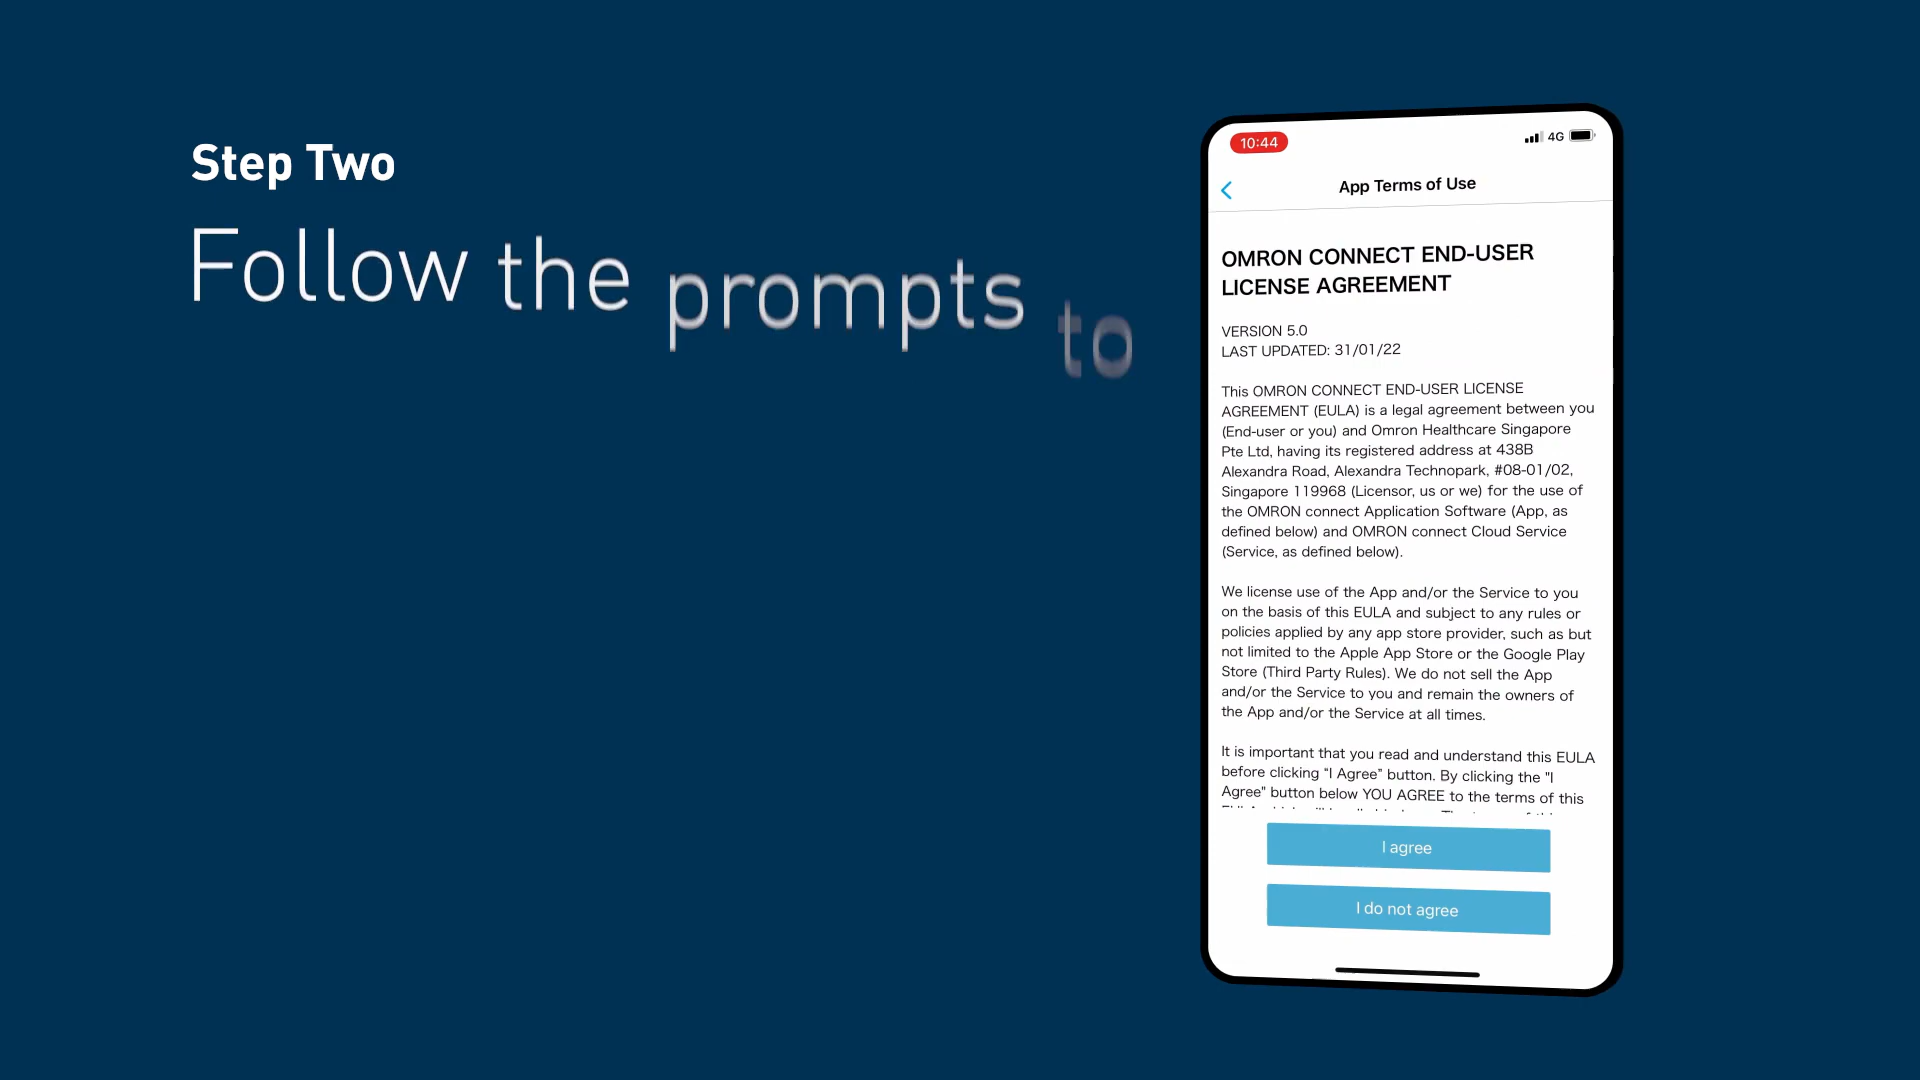 Step Two
Follow the prompts to
10:44
4G
App Terms of Use
OMRON CONNECT END-USER
LICENSE AGREEMENT
VERSION 5.0
LAST UPDATED: 31/01/22
This OMRON CONNECT END-USER LICENSE
AGREEMENT (EULA) is a legal agreement between you
(End-user or you) and Omron Healthcare Singapore
Pte Ltd, having its registered address at 438B
Alexandra Road, Alexandra Technopark, #08-01/02,
Singapore 119968 (Licensor, us or we) for the use of
the OMRON connect Application Software (App, as
defined below) and OMRON connect Cloud Service
(Service, as defined below).
We license use of the App and/or the Service to you
on the basis of this EULA and subject to any rules or
policies applied by any app store provider, such as but
not limited to the Apple App Store or the Google Play
Store (Third Party Rules). We do not sell the App
and/or the Service to you and remain the owners of
the App and/or the Service at all times.
It is important that you read and understand this EULA
before clicking "I Agree" button. By clicking the "I
Agree" button below YOU AGREE to the terms of this
I agree
I do not agree